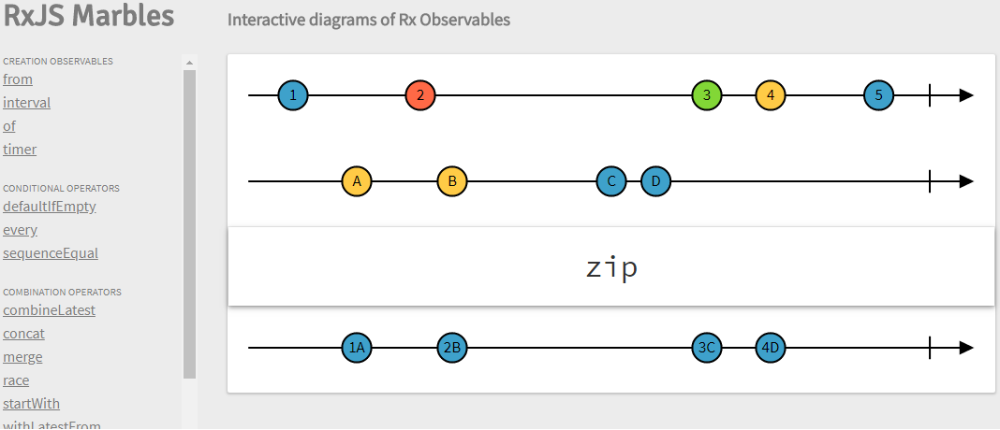 RxJS Marbles
Interactive diagrams of Rx Observables
CREATION OBSERVABLES
from
interval
of
timer
CONDITIONAL OPERATORS
defaultIfEmpty
every
sequenceEqual
COMBINATION OPERATORS
combineLatest
concat
merge
race
startWith
withLatestFrom
1 2 3 4 5
A B C D
zip
1A 2B 3C 4D